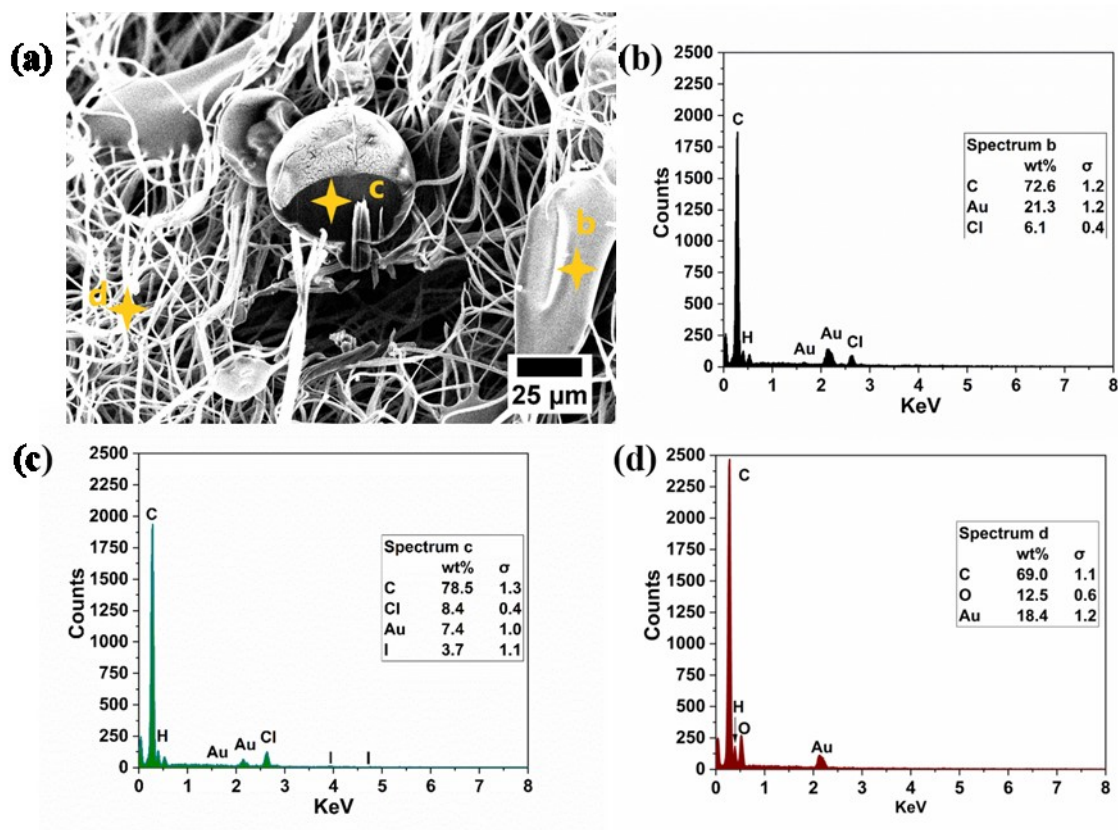 (a)
c
b
d
25 µm
(b)
2500
2250
2000
1750
1500
1250
1000
750
500
250
0
Counts
C
H
Au
Au
Cl
Spectrum b
wt% σ
C 72.6 1.2
Au 21.3 1.2
Cl 6.1 0.4
0 1 2 3 4 5 6 7 8
KeV
(c)
2500
2250
2000
1750
1500
1250
1000
750
500
250
0
Counts
C
H
Au
Au
Cl
I
I
Spectrum c
wt% σ
C 78.5 1.3
Cl 8.4 0.4
Au 7.4 1.0
I 3.7 1.1
0 1 2 3 4 5 6 7 8
KeV
(d)
2500
2250
2000
1750
1500
1250
1000
750
500
250
0
Counts
C
H
O
Au
Spectrum d
wt% σ
C 69.0 1.1
O 12.5 0.6
Au 18.4 1.2
0 1 2 3 4 5 6 7 8
KeV